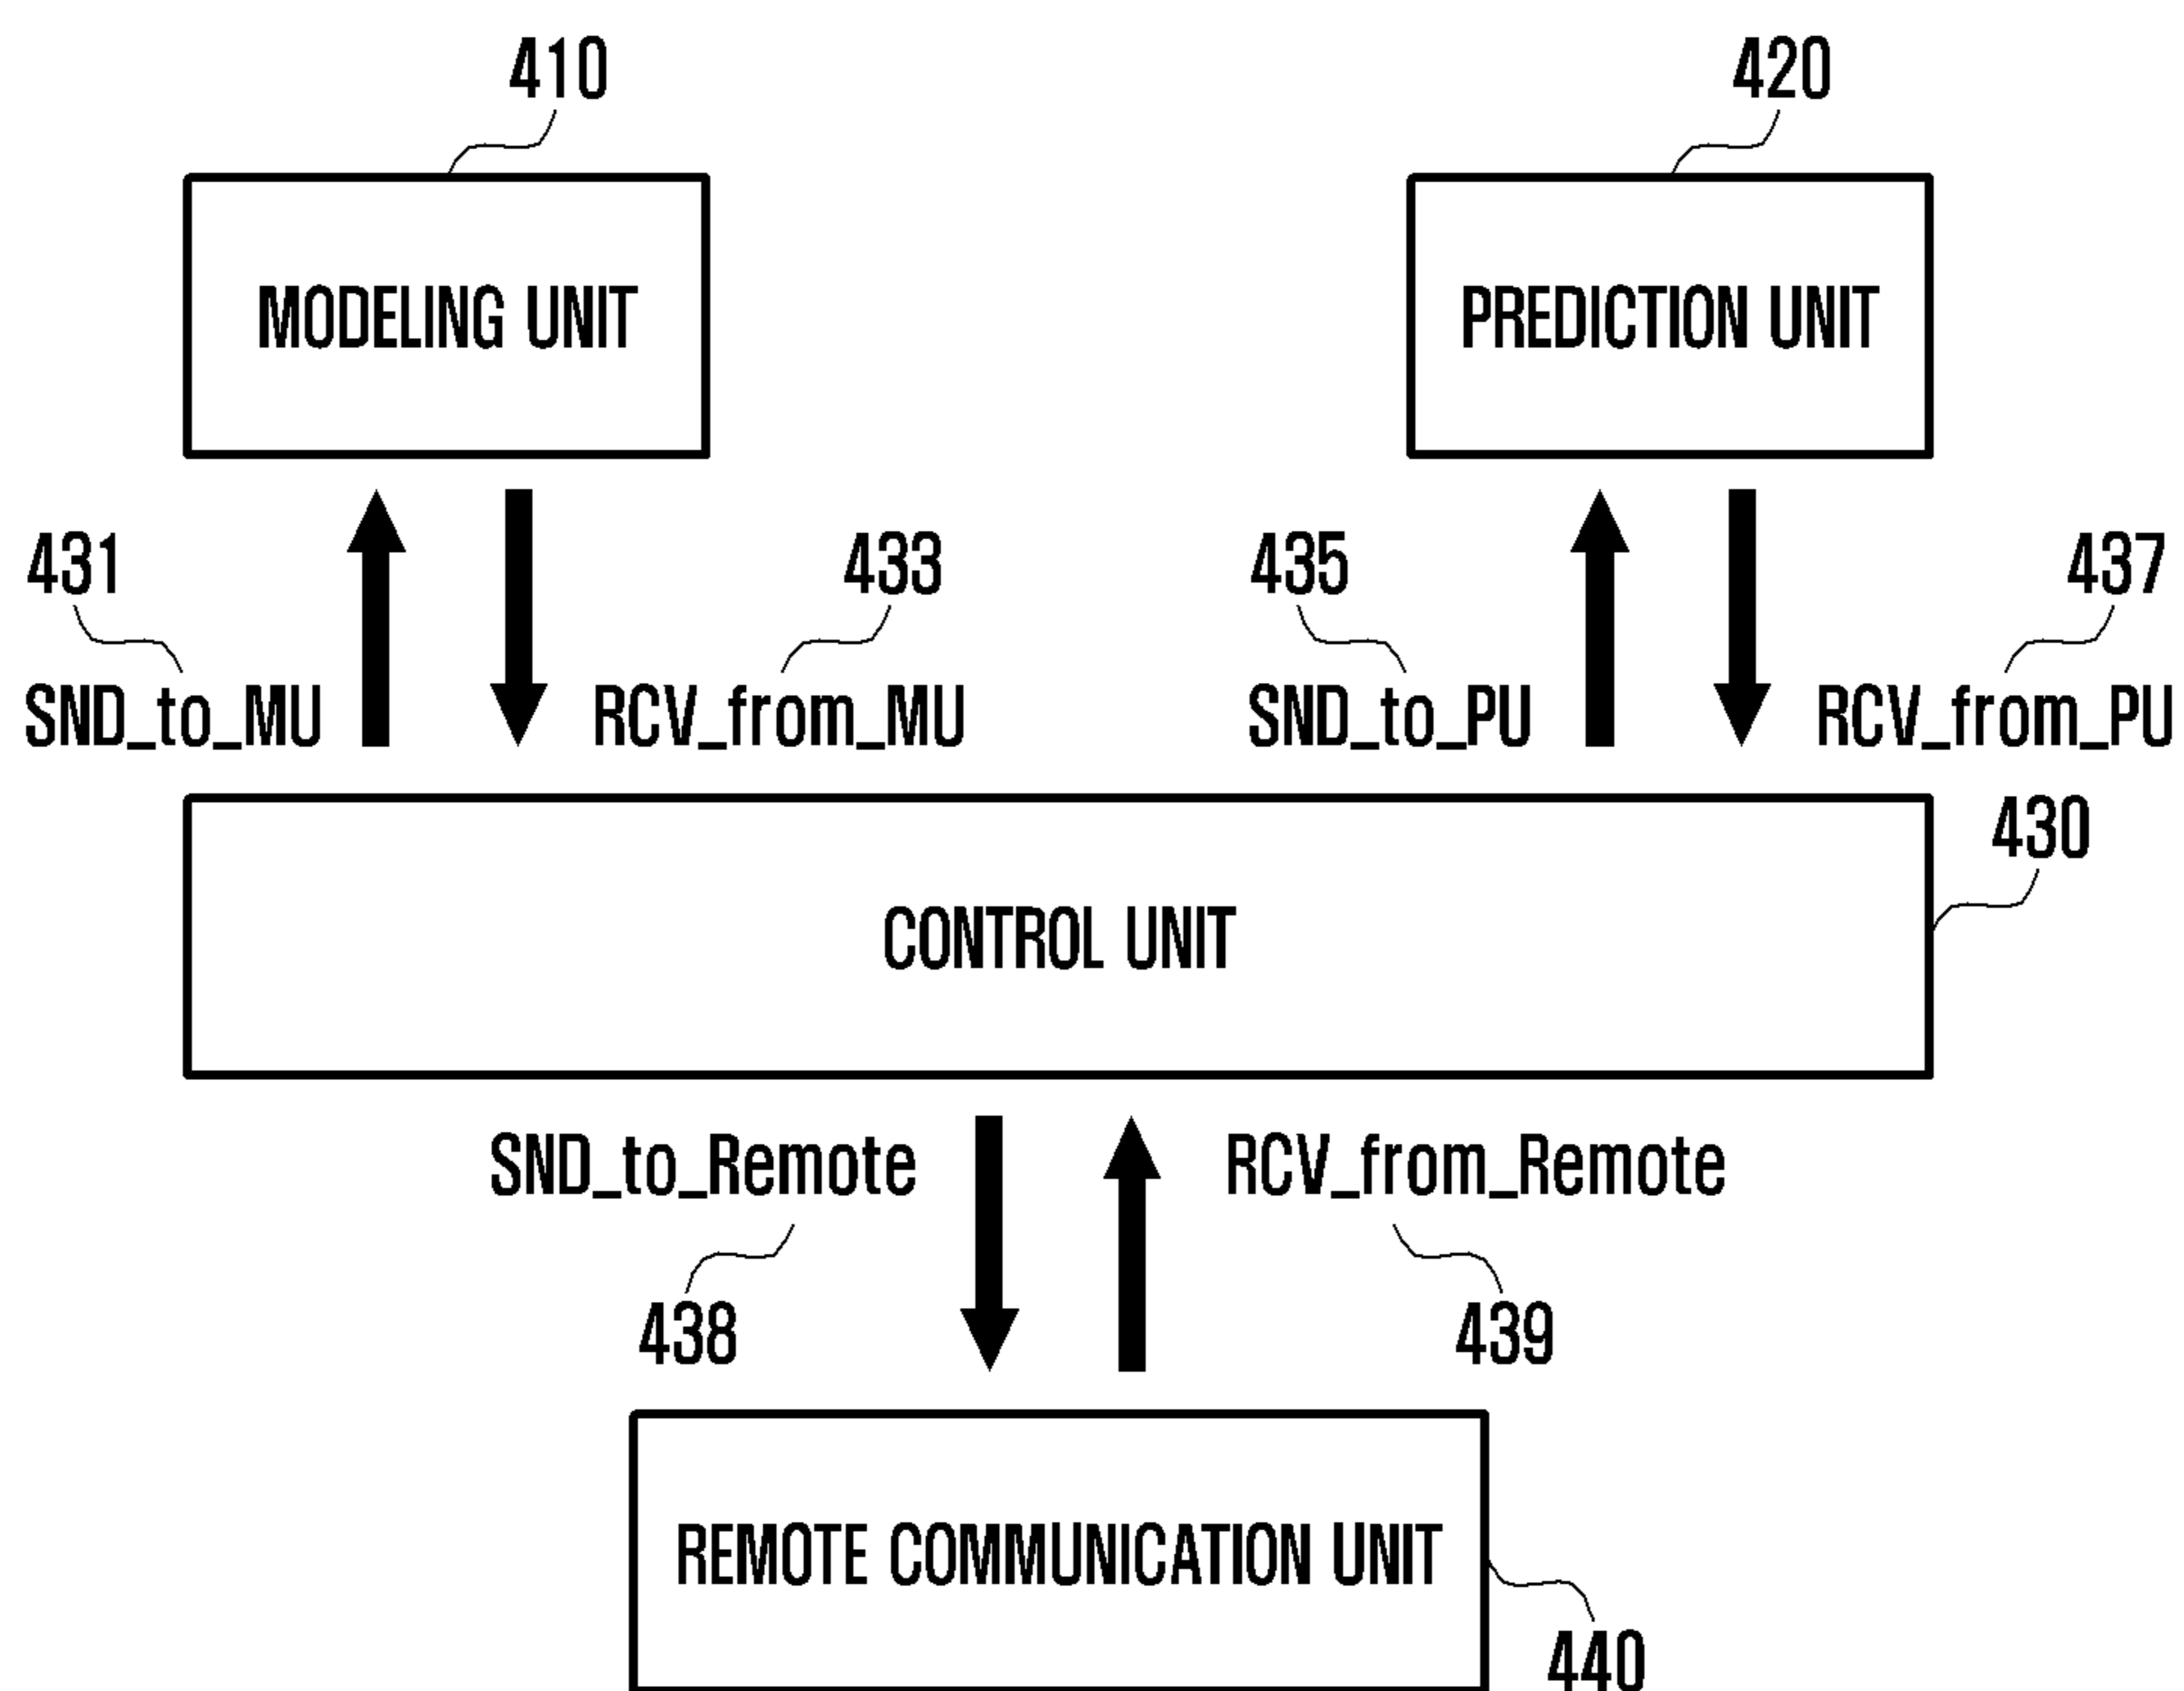 410
420
MODELING UNIT
PREDICTION UNIT
431
433
435
437
SND_to_MU
RCV_from_MU
SND_to_PU
RCV_from_PU
430
CONTROL UNIT
SND_to_Remote
RCV_from_Remote
438
439
REMOTE COMMUNICATION UNIT
440